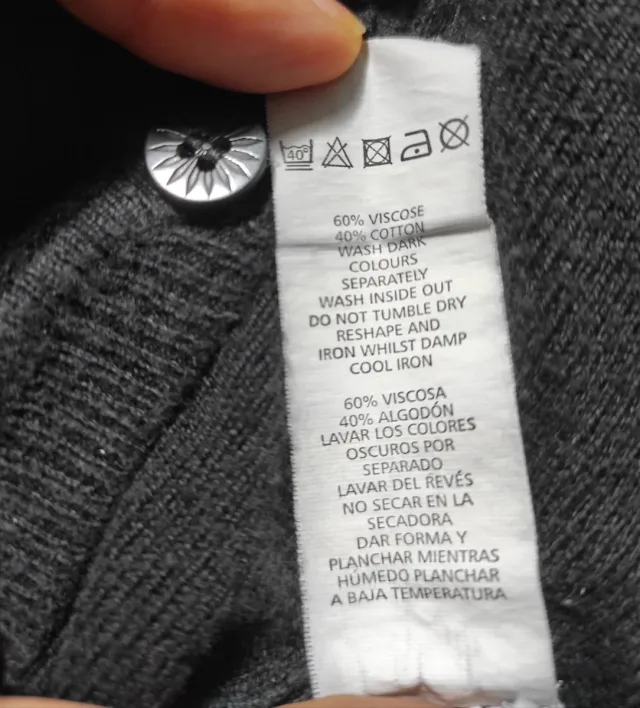 40°
60% VISCOSE
40% COTTON
WASH DARK
COLOURS
SEPARATELY
WASH INSIDE OUT
DO NOT TUMBLE DRY
RESHAPE AND
IRON WHILST DAMP
COOL IRON
60% VISCOSA
40% ALGODÓN
LAVAR LOS COLORES
OSCUROS POR
SEPARADO
LAVAR DEL REVÉS
NO SECAR EN LA
SECADORA
DAR FORMA Y
PLANCHAR MIENTRAS
HÚMEDO PLANCHAR
A BAJA TEMPERATURA